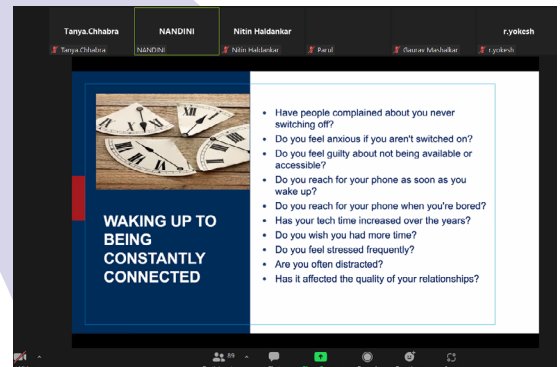 Tanya.Chhabra NANDINI Nitin Haldankar r.yokesh
Tanya.Chhabra NANDINI Nitin Haldankar Parul Gaurav Mashalkar r.yokesh
XII
WAKING UP TO
BEING
CONSTANTLY
CONNECTED
• Have people complained about you never
switching off?
• Do you feel anxious if you aren't switched on?
• Do you feel guilty about not being available or
accessible?
• Do you reach for your phone as soon as you
wake up?
• Do you reach for your phone when you're bored?
• Has your tech time increased over the years?
• Do you wish you had more time?
• Do you feel stressed frequently?
• Are you often distracted?
• Has it affected the quality of your relationships?
89